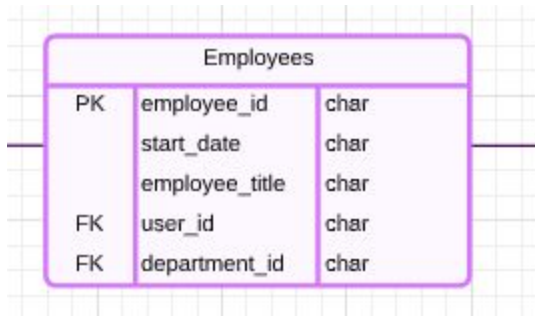 Employees
PK employee_id char
start_date char
employee_title char
FK user_id char
FK department_id char